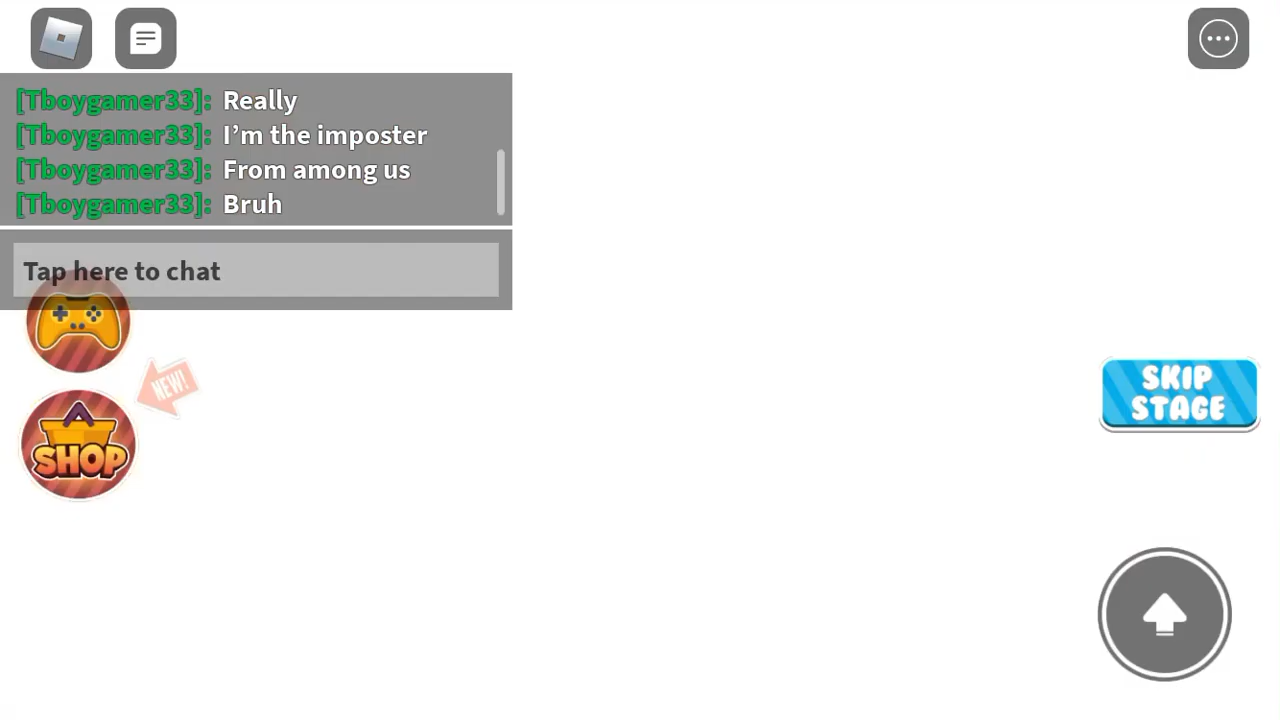 [Tboygamer33]: Really
[Tboygamer33]: I’m the imposter
[Tboygamer33]: From among us
[Tboygamer33]: Bruh
Tap here to chat
NEW!
SHOP
SKIP
STAGE